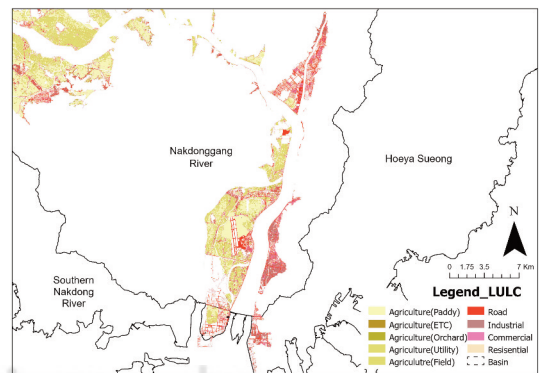 Nakdonggang
River
Hoeya Sueong
Southern
Nakdong
River
N
0 1.75 3.5 7 Km
Legend_LULC
Agriculture(Paddy)
Agriculture(ETC)
Agriculture(Orchard)
Agriculture(Utility)
Agriculutre(Field)
Road
Industrial
Commercial
Resisential
Basin